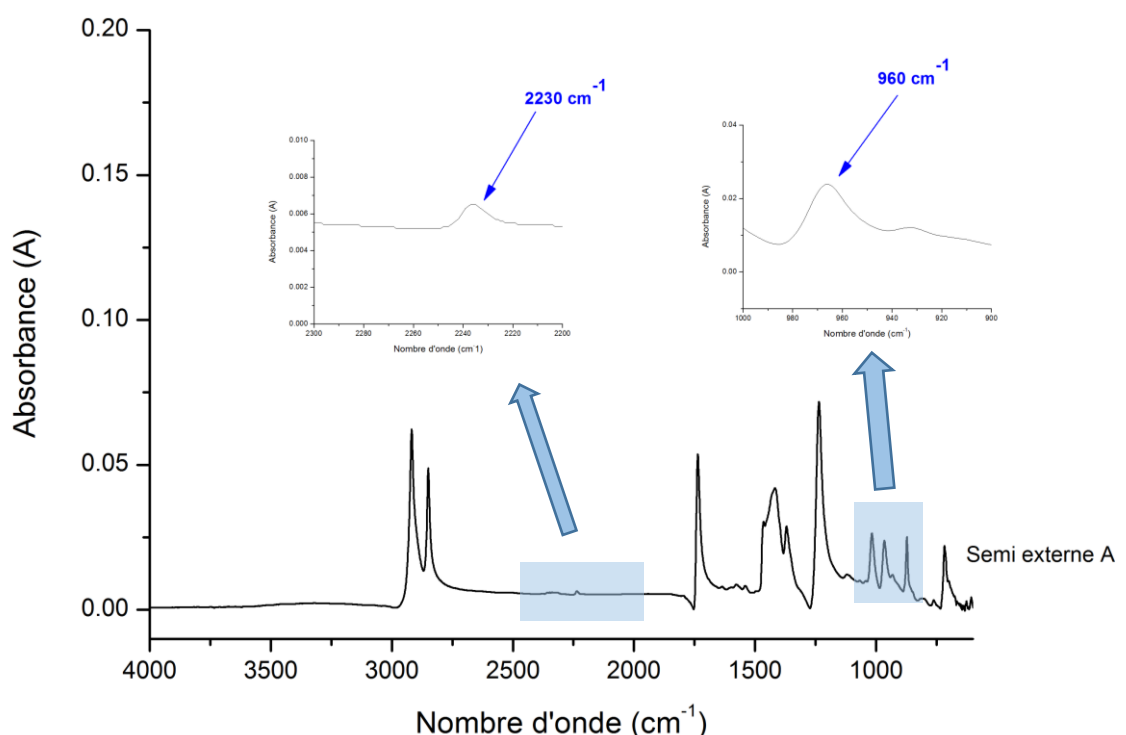 0.20
0.15
0.10
0.05
0.00
Absorbance (A)
4000 3500 3000 2500 2000 1500 1000
Nombre d'onde (cm⁻¹)
Semi externe A
2230 cm⁻¹
0.010
0.008
0.006
0.004
0.002
0.000
Absorbance (A)
2300 2280 2260 2240 2220 2200
Nombre d'onde (cm⁻1)
960 cm⁻¹
0.04
0.02
0.00
Absorbance (A)
1000 980 960 940 920 900
Nombre d'onde (cm⁻¹)